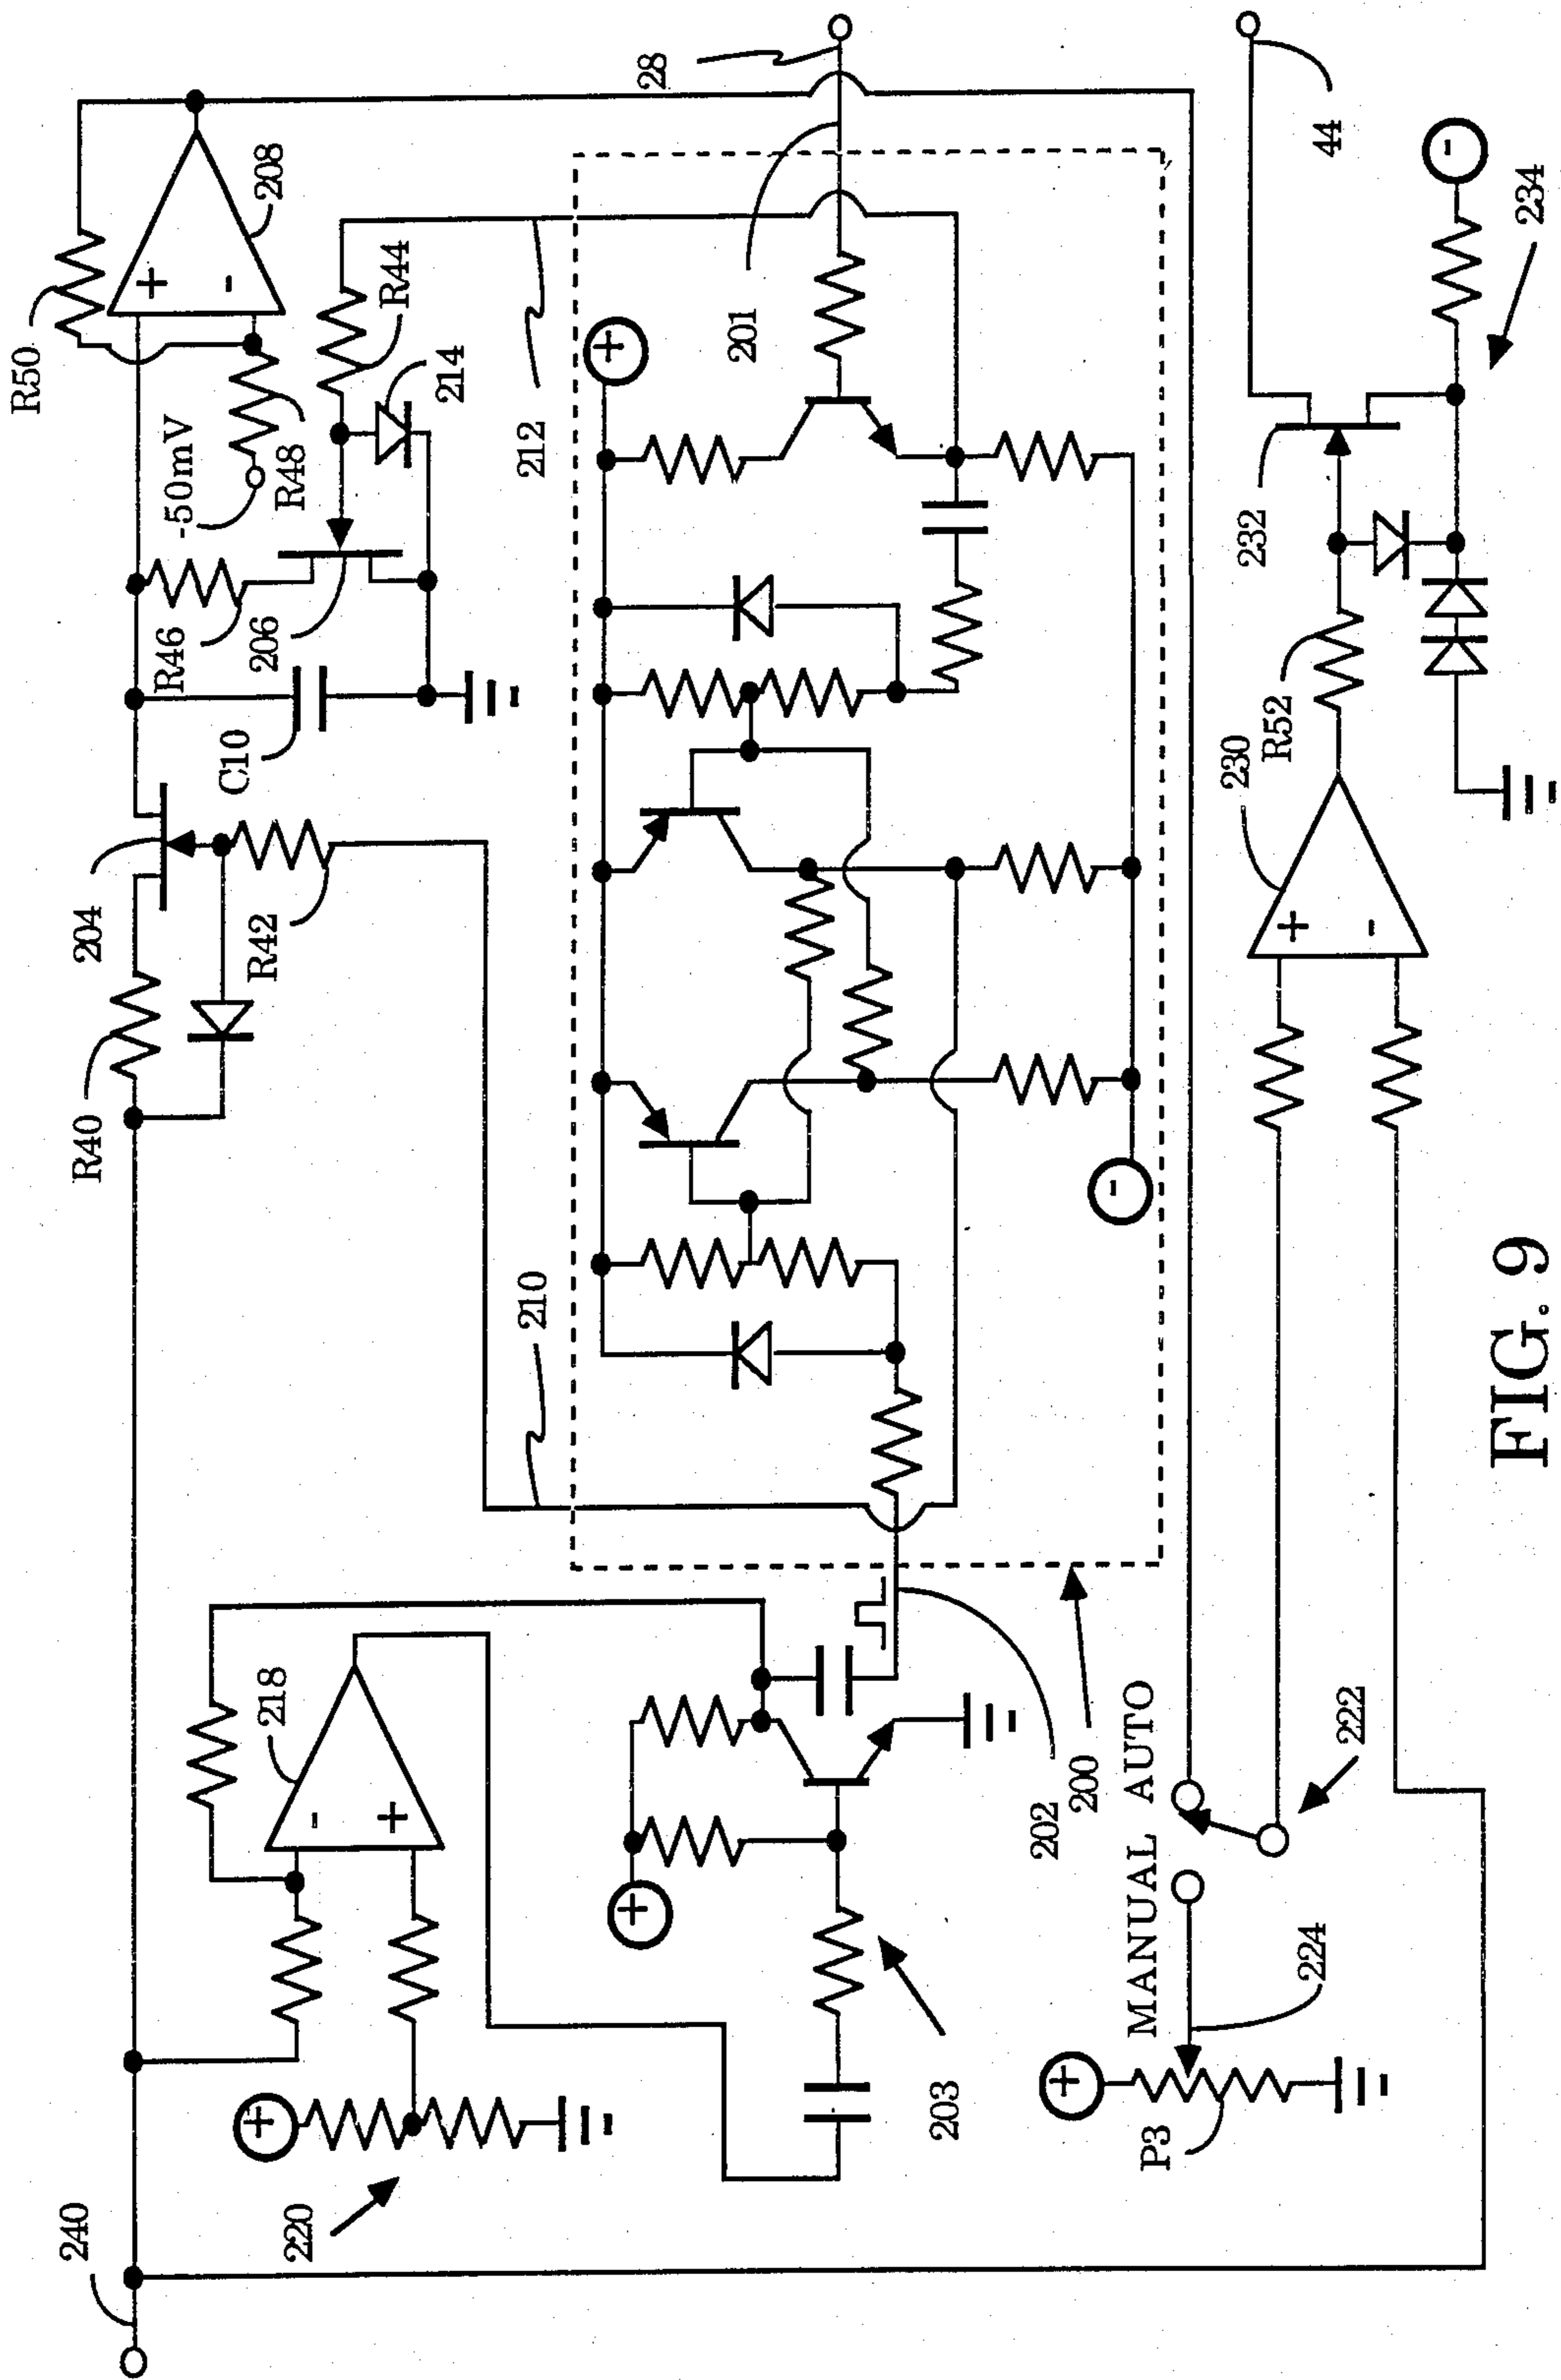 240
R40
204
R42
C10
R46
206
-50mV
R48
R50
+
-
208
R44
214
212
210
220
218
-
+
+
+
203
202
200
+
-
201
28
MANUAL AUTO
+
P3
224
222
230
+
-
R52
232
44
-
234
FIG. 9